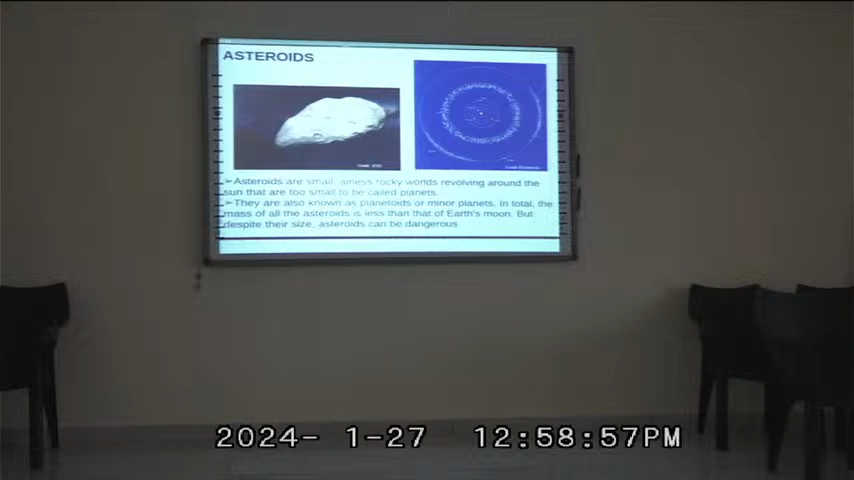 ASTEROIDS
➢Asteroids are small, airless rocky worlds revolving around the
sun that are too small to be called planets.
➢They are also known as planetoids or minor planets. In total, the
mass of all the asteroids is less than that of Earth's moon. But
despite their size, asteroids can be dangerous
2024- 1-27 12:58:57PM